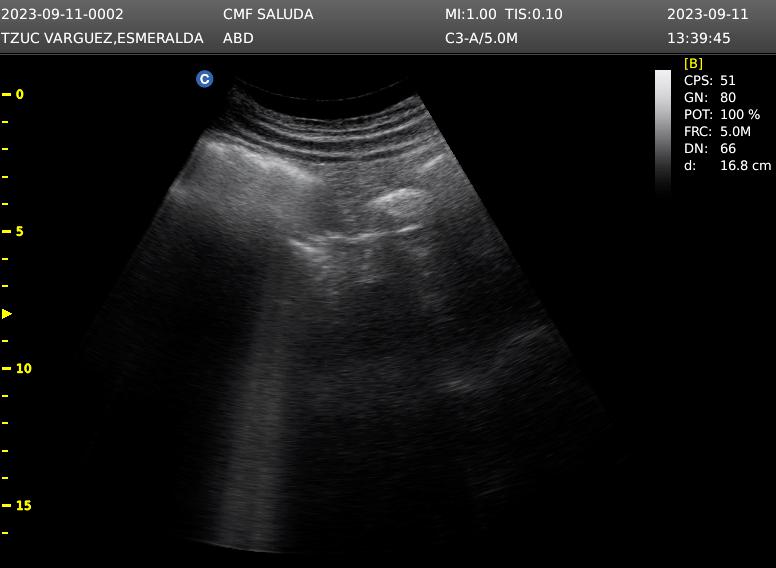 2023-09-11-0002 CMF SALUDA MI:1.00 TIS:0.10 2023-09-11
TZUC VARGUEZ,ESMERALDA ABD C3-A/5.0M 13:39:45
C
[B]
CPS: 51
GN: 80
POT: 100 %
FRC: 5.0M
DN: 66
d: 16.8 cm
0
5
10
15